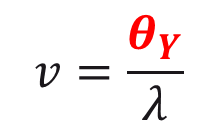 v = θ_Y / λ